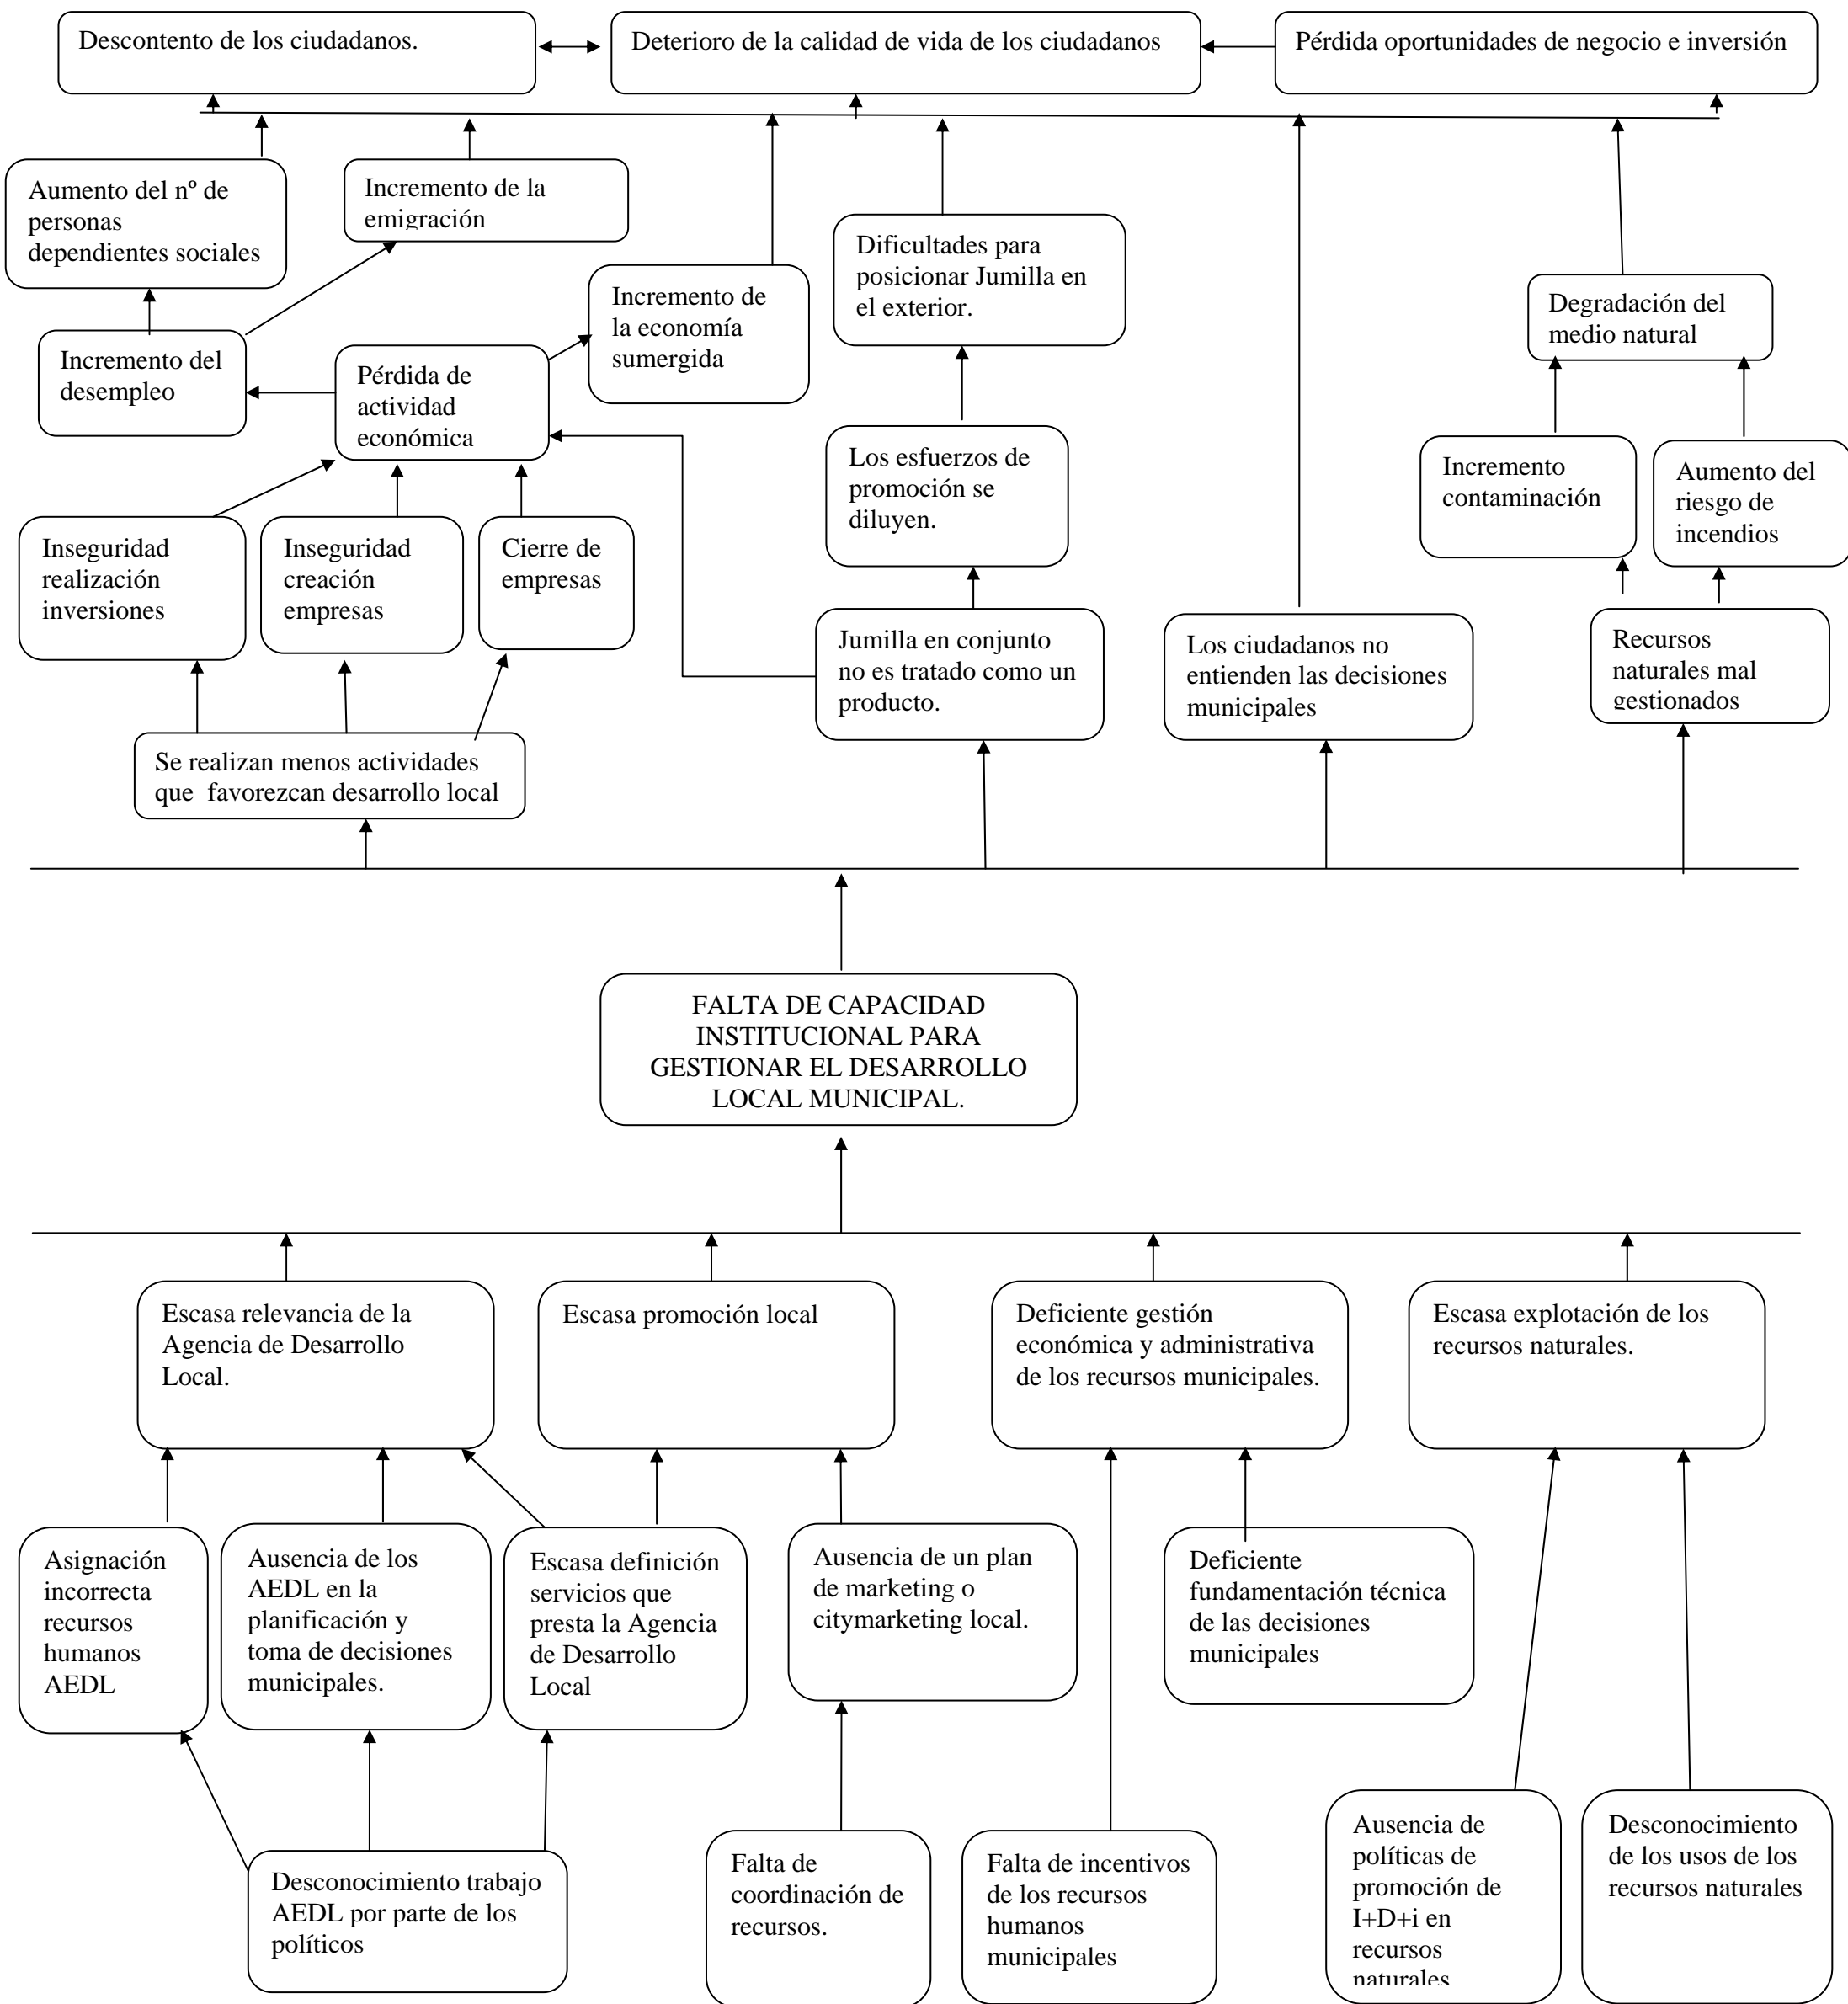 Descontento de los ciudadanos.
Deterioro de la calidad de vida de los ciudadanos
Pérdida oportunidades de negocio e inversión
Aumento del nº de
personas
dependientes sociales
Incremento de la
emigración
Dificultades para
posicionar Jumilla en
el exterior.
Incremento de
la economía
sumergida
Degradación del
medio natural
Incremento del
desempleo
Pérdida de
actividad
económica
Los esfuerzos de
promoción se
diluyen.
Incremento
contaminación
Aumento del
riesgo de
incendios
Inseguridad
realización
inversiones
Inseguridad
creación
empresas
Cierre de
empresas
Jumilla en conjunto
no es tratado como un
producto.
Los ciudadanos no
entienden las decisiones
municipales
Recursos
naturales mal
gestionados
Se realizan menos actividades
que favorezcan desarrollo local
FALTA DE CAPACIDAD
INSTITUCIONAL PARA
GESTIONAR EL DESARROLLO
LOCAL MUNICIPAL.
Escasa relevancia de la
Agencia de Desarrollo
Local.
Escasa promoción local
Deficiente gestión
económica y administrativa
de los recursos municipales.
Escasa explotación de los
recursos naturales.
Asignación
incorrecta
recursos
humanos
AEDL
Ausencia de los
AEDL en la
planificación y
toma de decisiones
municipales.
Escasa definición
servicios que
presta la Agencia
de Desarrollo
Local
Ausencia de un plan
de marketing o
citymarketing local.
Deficiente
fundamentación técnica
de las decisiones
municipales
Desconocimiento trabajo
AEDL por parte de los
políticos
Falta de
coordinación de
recursos.
Falta de incentivos
de los recursos
humanos
municipales
Ausencia de
políticas de
promoción de
I+D+i en
recursos
naturales
Desconocimiento
de los usos de los
recursos naturales